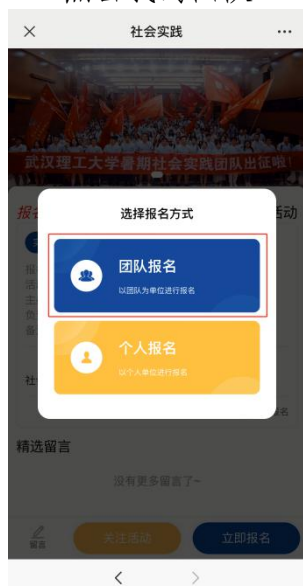 社会实践
武汉理工大学暑期社会实践团队出征啦!
选择报名方式
活动
团队报名
以团队为单位进行报名
个人报名
以个人单位进行报名
精选留言
没有更多留言了~
留言
关注活动
立即报名